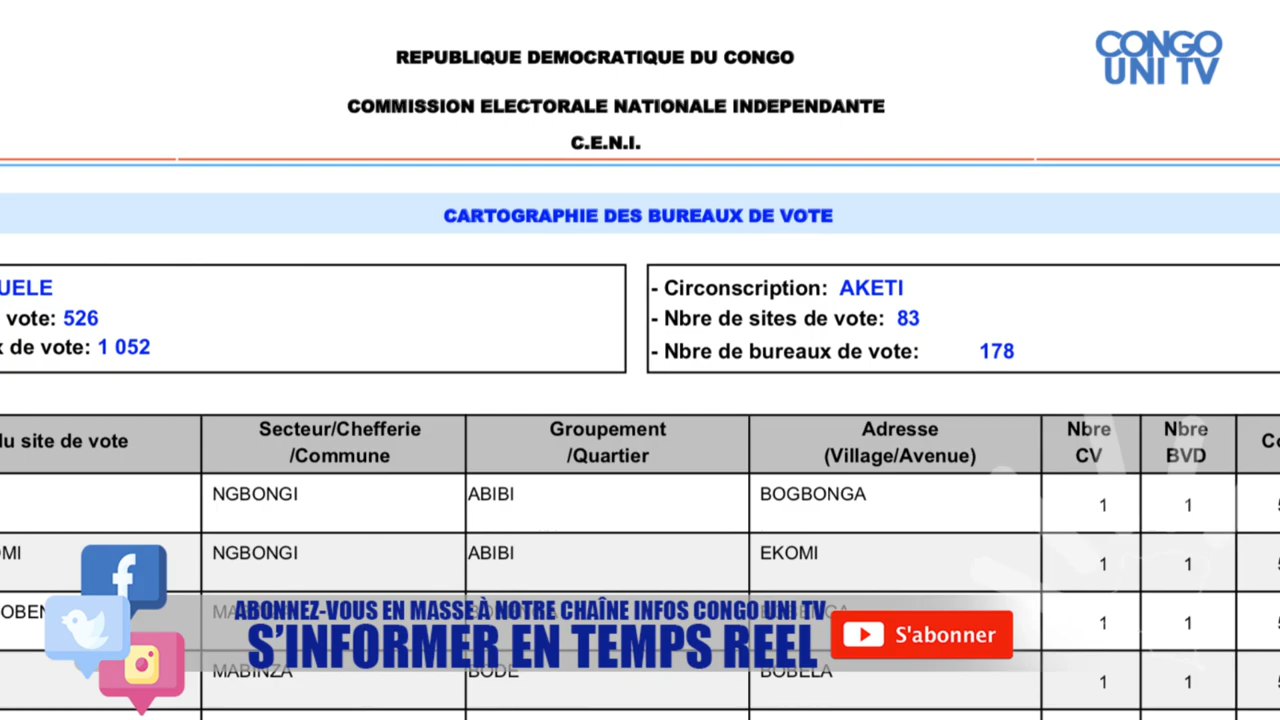 CONGO
UNI TV
REPUBLIQUE DEMOCRATIQUE DU CONGO
COMMISSION ELECTORALE NATIONALE INDEPENDANTE
C.E.N.I.
CARTOGRAPHIE DES BUREAUX DE VOTE
UELE
vote: 526
de vote: 1 052
- Circonscription: AKETI
- Nbre de sites de vote: 83
- Nbre de bureaux de vote: 178
du site de vote Secteur/Chefferie /Commune Groupement /Quartier Adresse (Village/Avenue) Nbre CV Nbre BVD
NGBONGI ABIBI BOGBONGA 1 1
NGBONGI ABIBI EKOMI 1 1
1 1
ABONNEZ-VOUS EN MASSE À NOTRE CHAÎNE INFOS CONGO UNI TV
S'INFORMER EN TEMPS REEL
S'abonner
MABINZA BODE BOBELA 1 1